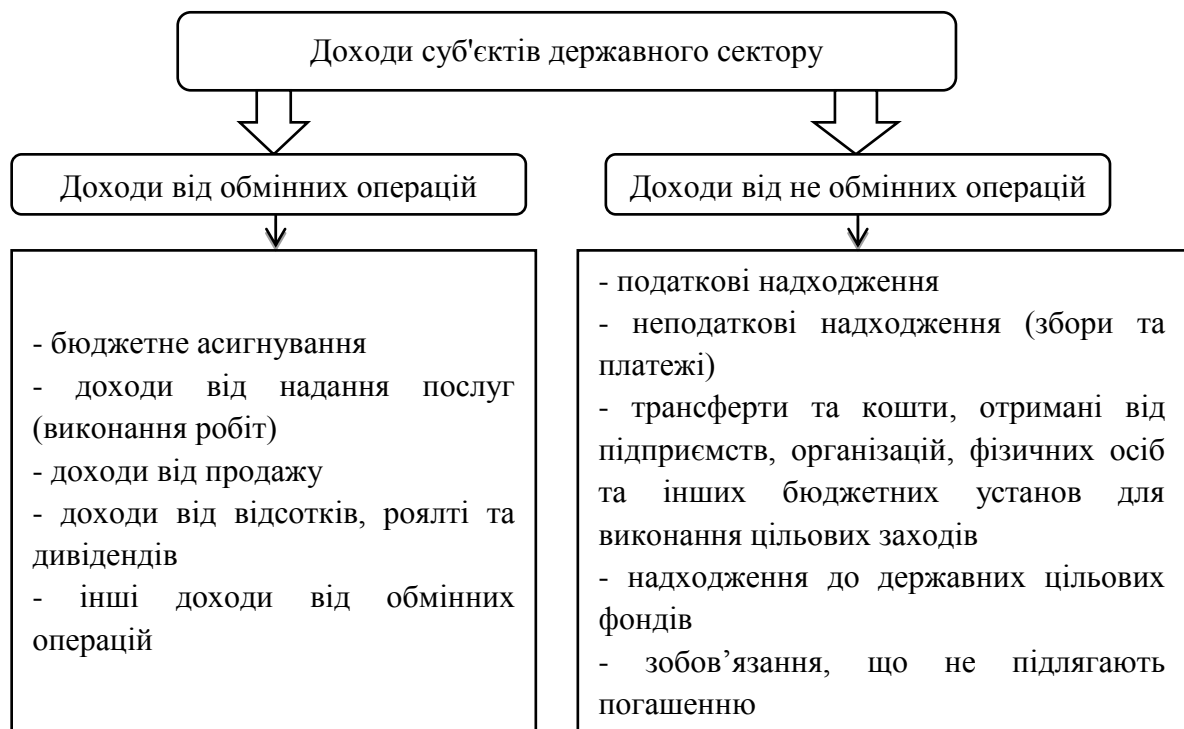 Доходи суб'єктів державного сектору
Доходи від обмінних операцій
Доходи від не обмінних операцій
- бюджетне асигнування
- доходи від надання послуг
(виконання робіт)
- доходи від продажу
- доходи від відсотків, роялті та
дивідендів
- інші доходи від обмінних
операцій
- податкові надходження
- неподаткові надходження (збори та
платежі)
- трансферти та кошти, отримані від
підприємств, організацій, фізичних осіб
та інших бюджетних установ для
виконання цільових заходів
- надходження до державних цільових
фондів
- зобов’язання, що не підлягають
погашенню